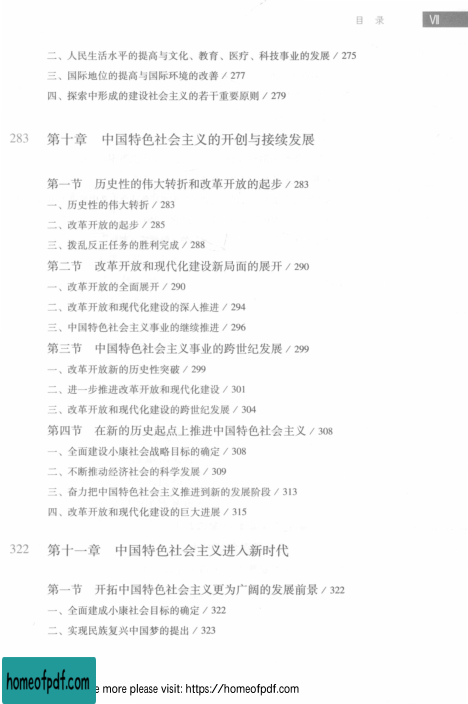 目 录 Ⅶ
二、人民生活水平的提高与文化、教育、医疗、科技事业的发展 / 275
三、国际地位的提高与国际环境的改善 / 277
四、探索中形成的建设社会主义的若干重要原则 / 279
283 第十章 中国特色社会主义的开创与接续发展
第一节 历史性的伟大转折和改革开放的起步 / 283
一、历史性的伟大转折 / 283
二、改革开放的起步 / 285
三、拨乱反正任务的胜利完成 / 288
第二节 改革开放和现代化建设新局面的展开 / 290
一、改革开放的全面展开 / 290
二、改革开放和现代化建设的深入推进 / 294
三、中国特色社会主义事业的继续推进 / 296
第三节 中国特色社会主义事业的跨世纪发展 / 299
一、改革开放新的历史性突破 / 299
二、进一步推进改革开放和现代化建设 / 301
三、改革开放和现代化建设的跨世纪发展 / 304
第四节 在新的历史起点上推进中国特色社会主义 / 308
一、全面建设小康社会战略目标的确定 / 308
二、不断推动经济社会的科学发展 / 309
三、奋力把中国特色社会主义推进到新的发展阶段 / 313
四、改革开放和现代化建设的巨大进展 / 315
322 第十一章 中国特色社会主义进入新时代
第一节 开拓中国特色社会主义更为广阔的发展前景 / 322
一、全面建成小康社会目标的确定 / 322
二、实现民族复兴中国梦的提出 / 323
homeofpdf.com
e more please visit: https://homeofpdf.com